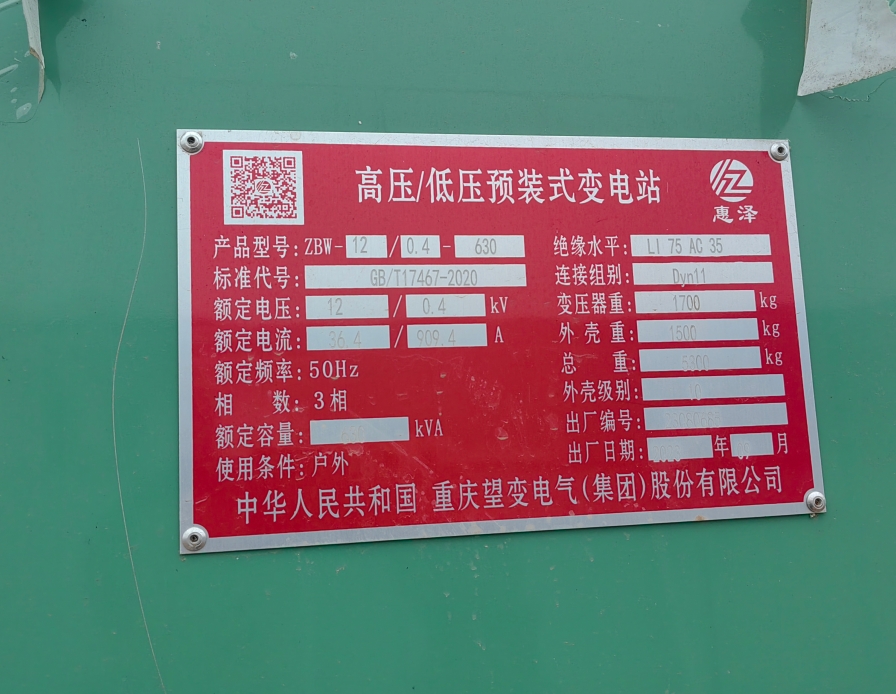 高压/低压预装式变电站
惠泽
产品型号: ZBW-12/0.4-630
绝缘水平: LI 75 AC 35
标准代号: GB/T17467-2020
连接组别: Dyn11
额定电压: 12/0.4 kV
变压器重: 1700 kg
额定电流: 36.4/909.4 A
外壳重: 1500 kg
额定频率: 50Hz
总重: 5300 kg
相数: 3相
外壳级别:
额定容量: kVA
出厂编号:
使用条件: 户外
出厂日期: 年 月
中华人民共和国 重庆望变电气(集团)股份有限公司